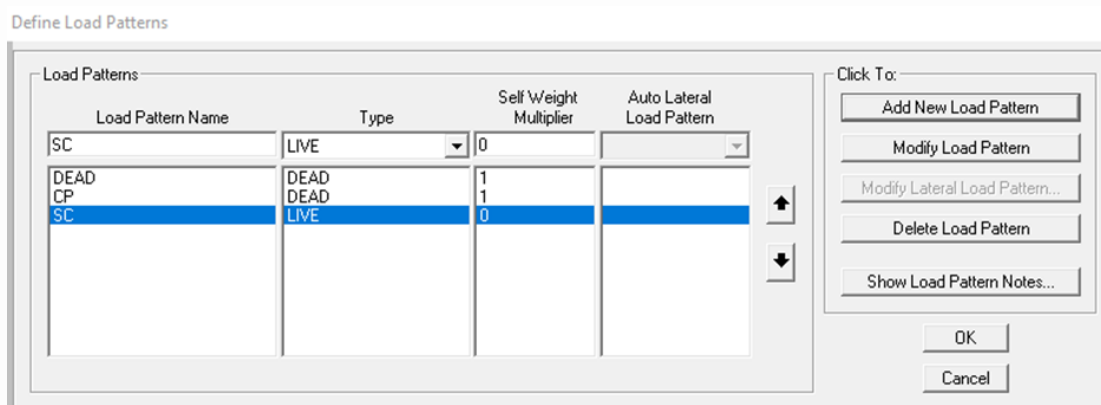 Define Load Patterns
Load Patterns
Click To:
Load Pattern Name Type Self Weight Multiplier Auto Lateral Load Pattern
SC LIVE 0
DEAD DEAD 1
CP DEAD 1
SC LIVE 0
Add New Load Pattern
Modify Load Pattern
Modify Lateral Load Pattern...
Delete Load Pattern
Show Load Pattern Notes...
OK
Cancel